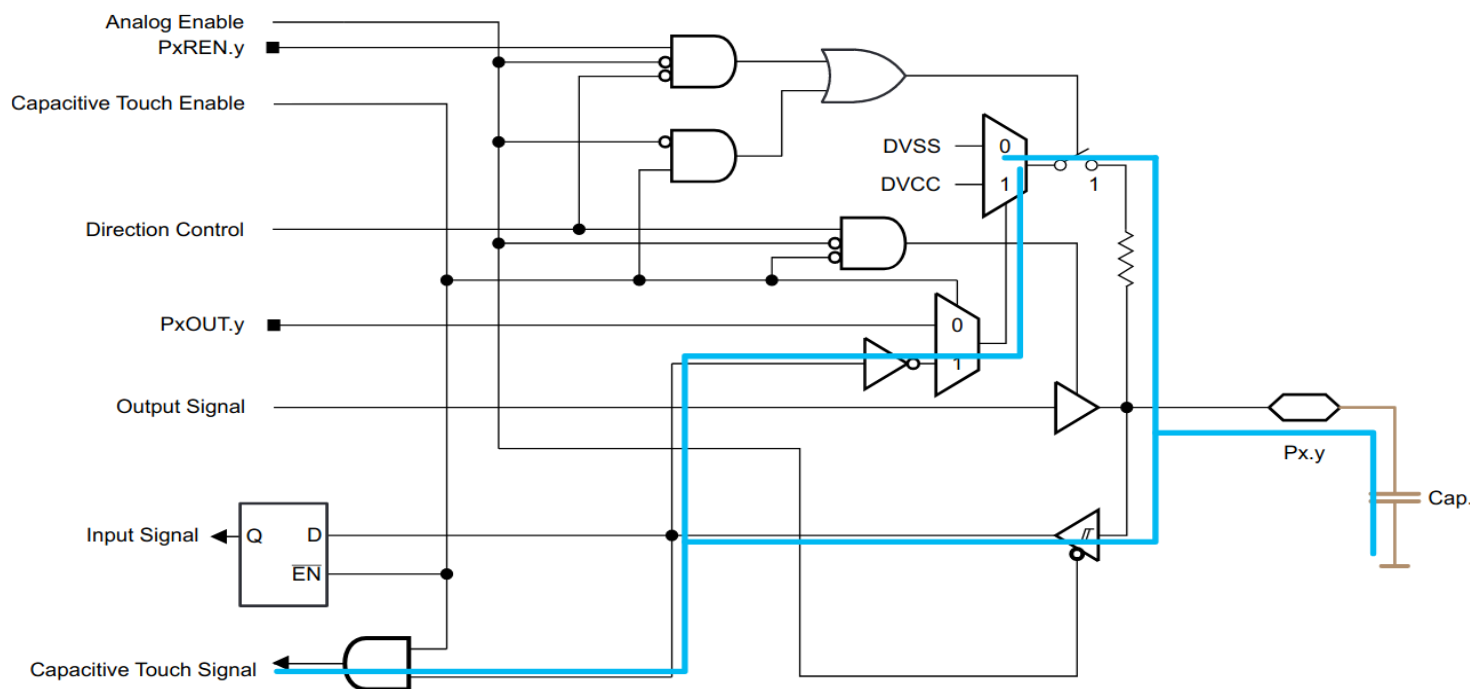 Analog Enable
PxREN.y
Capacitive Touch Enable
DVSS
0
DVCC
1
1
Direction Control
PxOUT.y
0
1
Output Signal
Px.y
Cap.
Input Signal
Q
D
EN
Capacitive Touch Signal